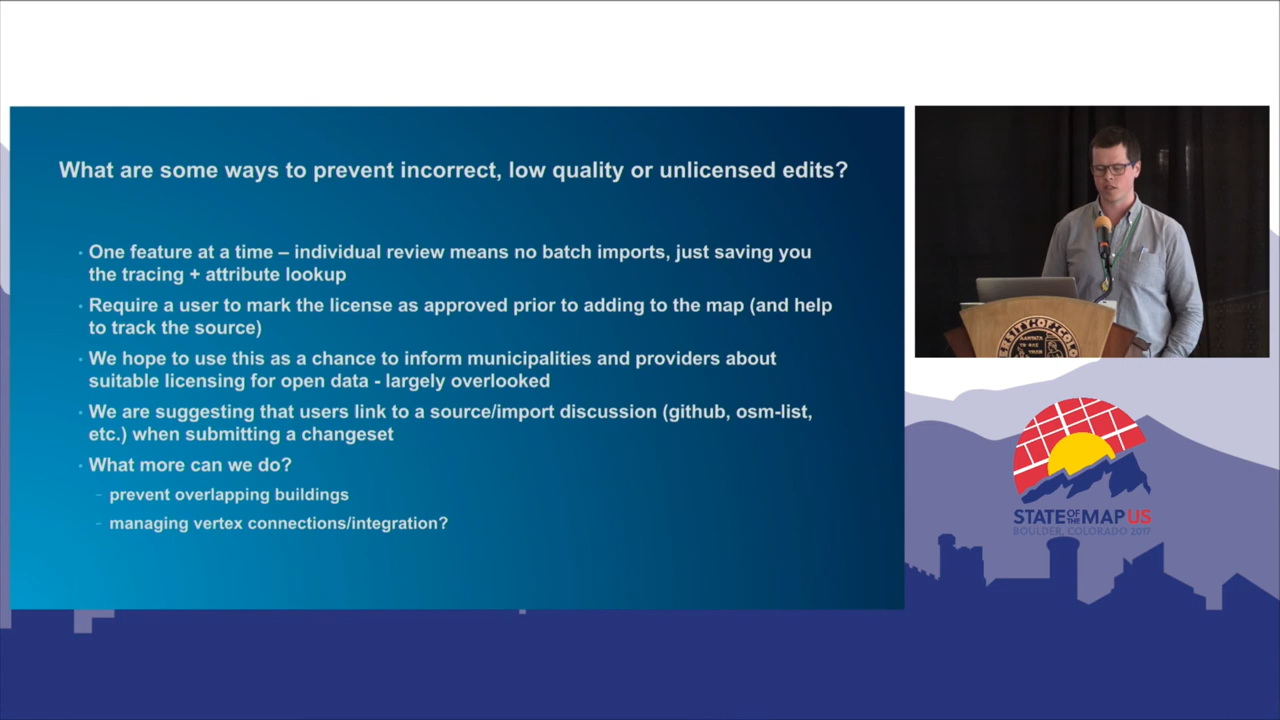 What are some ways to prevent incorrect, low quality or unlicensed edits?
· One feature at a time – individual review means no batch imports, just saving you
the tracing + attribute lookup
· Require a user to mark the license as approved prior to adding to the map (and help
to track the source)
· We hope to use this as a chance to inform municipalities and providers about
suitable licensing for open data - largely overlooked
· We are suggesting that users link to a source/import discussion (github, osm-list,
etc.) when submitting a changeset
· What more can we do?
– prevent overlapping buildings
– managing vertex connections/integration?
STATE OF THE MAP US
BOULDER, COLORADO 2017